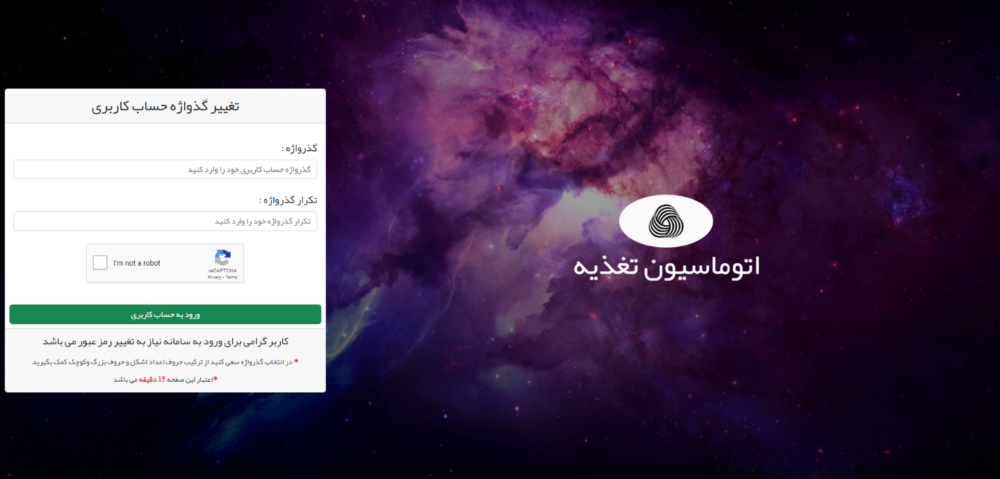 تغییر گذواژه حساب کاربری
گذرواژه :
گذرواژه حساب کاربری خود را وارد کنید
تکرار گذرواژه :
تکرار گذرواژه خود را وارد کنید
I'm not a robot
reCAPTCHA
Privacy - Terms
ورود به حساب کاربری
کاربر گرامی برای ورود به سامانه نیاز به تغییر رمز عبور می باشد
* در انتخاب گذرواژه سعی کنید از ترکیب حروف اعداد اشکل و حروف بزرگ وکوچک کمک بگیرید
*اعتبار این صفحه 15 دقیقه می باشد
اتوماسیون تغذیه